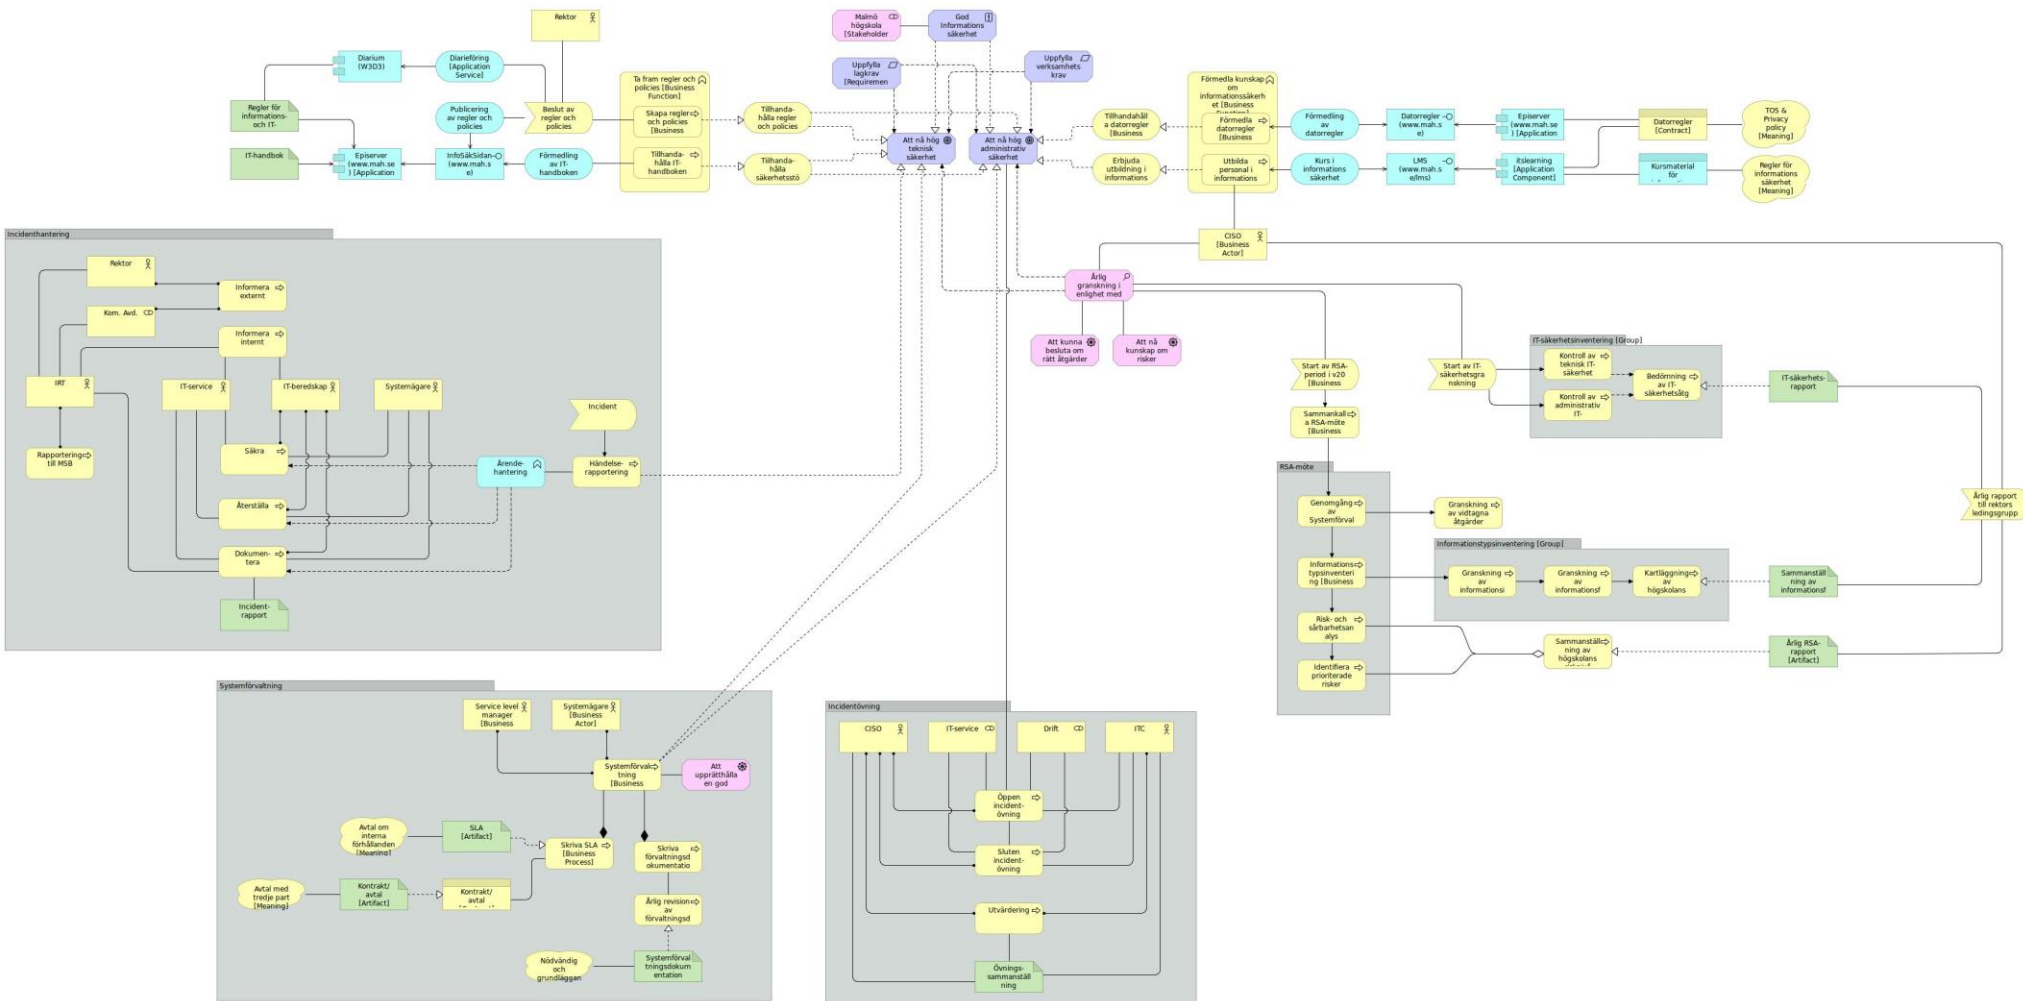 Rektor
Malmö
högskola
[Stakeholder
God
Informations
säkerhet
Diarium
(W3D3)
Diarieföring
[Application
Service]
Uppfylla
lagkrav
[Requiremen
Uppfylla
verksamhets
krav
Ta fram regler och
policies [Business
Function]
Förmedla kunskap
om
informationssäkerh
et [Business
Function]
Regler för
informations-
och IT-
Publicering
av regler och
policies
Beslut av
regler och
policies
Skapa regler
och policies
[Business
Tillhanda-
hålla regler
och policies
Tillhandahåll
a datorregler
[Business
Förmedla
datorregler
[Business
Förmedling
av
datorregler
Datorregler
(www.mah.s
e)
Episerver
(www.mah.se
) [Application
Datorregler
[Contract]
TOS &
Privacy
policy
[Meaning]
IT-handbok
Episerver
(www.mah.se
) [Application
InfoSäkSidan
(www.mah.s
e)
Förmedling
av IT-
handboken
Tillhanda-
hålla IT-
handboken
Tillhanda-
hålla
säkerhetsstö
Att nå hög
teknisk
säkerhet
Att nå hög
administrativ
säkerhet
Erbjuda
utbildning i
informations
Utbilda
personal i
informations
Kurs i
informations
säkerhet
LMS
(www.mah.s
e/lms)
itslearning
[Application
Component]
Kursmaterial
för
Regler för
informations
säkerhet
[Meaning]
CISO
[Business
Actor]
Incidenthantering
Rektor
Informera
externt
Kom. Avd.
Informera
internt
IRT
IT-service
IT-beredskap
Systemägare
Incident
Rapportering
till MSB
Säkra
Ärende-
hantering
Händelse-
rapportering
Återställa
Dokumen-
tera
Incident-
rapport
Årlig
granskning i
enlighet med
Att kunna
besluta om
rätt åtgärder
Att nå
kunskap om
risker
Start av RSA-
period i v20
[Business
Start av IT-
säkerhetsgra
nskning
IT-säkerhetsinventering [Group]
Kontroll av
teknisk IT-
säkerhet
Kontroll av
administrativ
IT-
Bedömning
av IT-
säkerhetsåtg
IT-säkerhets-
rapport
Sammankall
a RSA-möte
[Business
RSA-möte
Genomgång
av
Systemförval
Granskning
av vidtagna
åtgärder
Årlig rapport
till rektors
ledingsgrupp
Informationstypsinventering [Group]
Informations
typsinventeri
ng [Business
Granskning
av
informationsi
Granskning
av
informationsf
Kartläggning
av
högskolans
Sammanställ
ning av
informationsf
Risk- och
sårbarhetsan
alys
Identifiera
prioriterade
risker
Sammanställ
ning av
högskolans
Årlig RSA-
rapport
[Artifact]
Systemförvaltning
Service level
manager
[Business
Systemägare
[Business
Actor]
Systemförval
tning
[Business
Att
upprätthålla
en god
Avtal om
interna
förhållanden
[Meaning]
SLA
[Artifact]
Skriva SLA
[Business
Process]
Skriva
förvaltningsd
okumentatio
Avtal med
tredje part
[Meaning]
Kontrakt/
avtal
[Artifact]
Kontrakt/
avtal
Årlig revision
av
förvaltningsd
Nödvändig
och
grundläggan
Systemförval
tningsdokum
entation
Incidentövning
CISO
IT-service
Drift
ITC
Öppen
incident-
övning
Sluten
incident-
övning
Utvärdering
Övnings-
sammanställ
ning